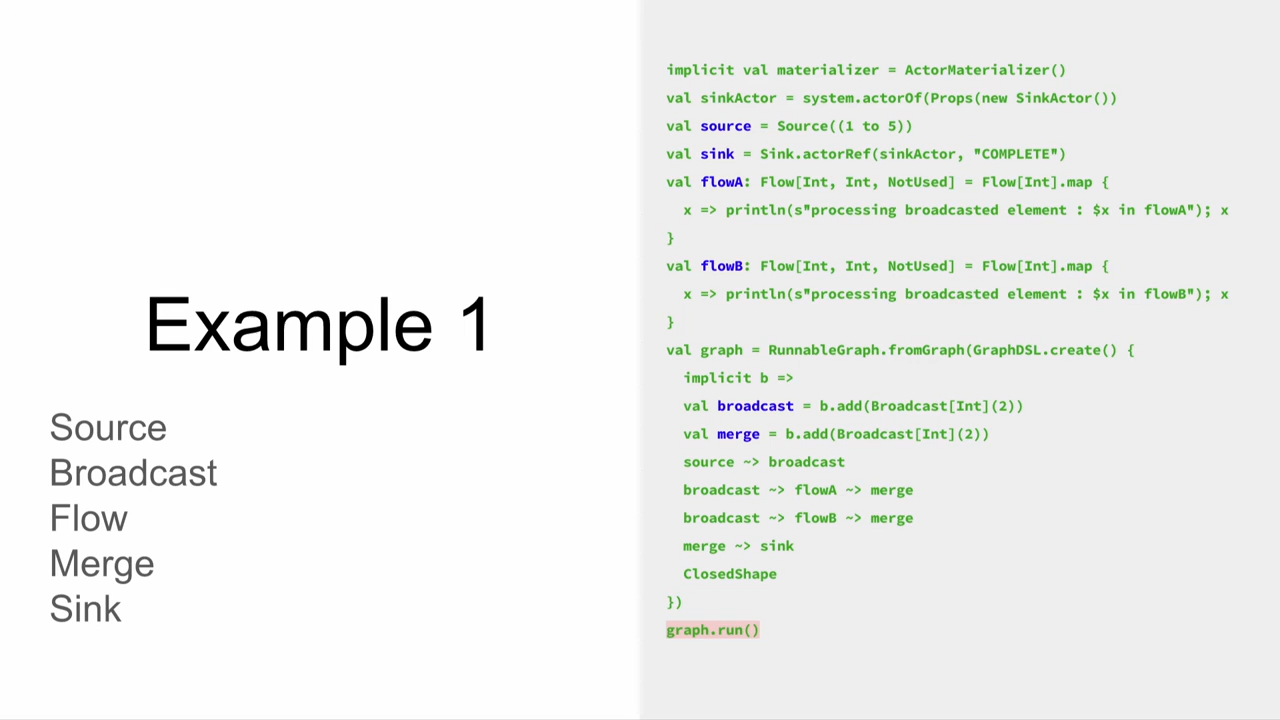 Example 1
Source
Broadcast
Flow
Merge
Sink
implicit val materializer = ActorMaterializer()
val sinkActor = system.actorOf(Props(new SinkActor())
val source = Source((1 to 5))
val sink = Sink.actorRef(sinkActor, "COMPLETE")
val flowA: Flow[Int, Int, NotUsed] = Flow[Int].map {
  x => println(s"processing broadcasted element : $x in flowA"); x
}
val flowB: Flow[Int, Int, NotUsed] = Flow[Int].map {
  x => println(s"processing broadcasted element : $x in flowB"); x
}
val graph = RunnableGraph.fromGraph(GraphDSL.create() {
  implicit b =>
  val broadcast = b.add(Broadcast[Int](2))
  val merge = b.add(Broadcast[Int](2))
  source ~> broadcast
  broadcast ~> flowA ~> merge
  broadcast ~> flowB ~> merge
  merge ~> sink
  ClosedShape
})
graph.run()